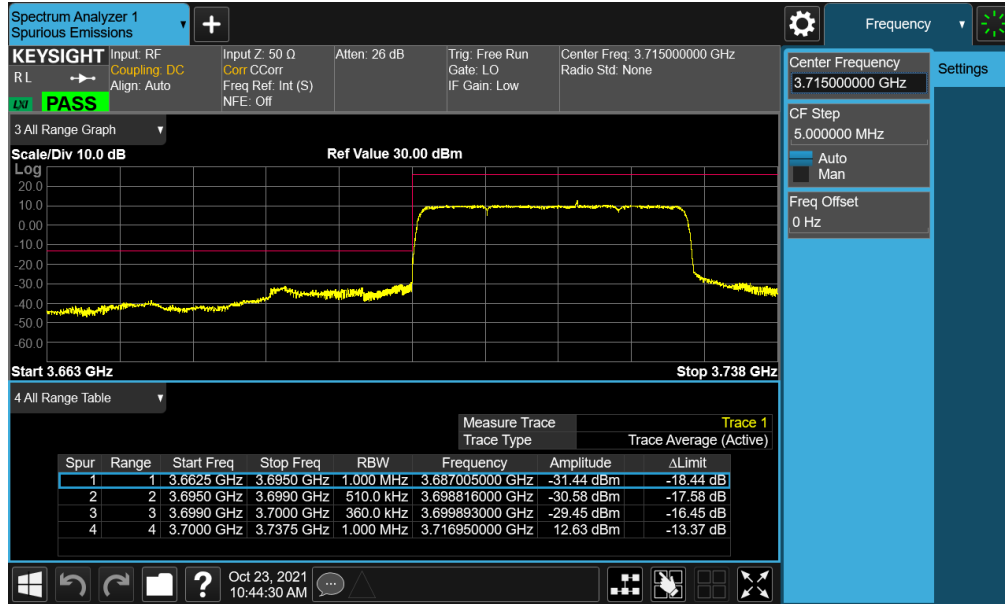 Spectrum Analyzer 1
Spurious Emissions
Frequency
KEYSIGHT
R L
LXI
PASS
Input: RF
Coupling: DC
Align: Auto
Input Z: 50 Ω
Corr CCorr
Freq Ref: Int (S)
NFE: Off
Atten: 26 dB
Trig: Free Run
Gate: LO
IF Gain: Low
Center Freq: 3.715000000 GHz
Radio Std: None
Center Frequency
3.715000000 GHz
Settings
CF Step
5.000000 MHz
Auto
Man
Freq Offset
0 Hz
3 All Range Graph
Scale/Div 10.0 dB
Ref Value 30.00 dBm
Log
20.0
10.0
0.00
-10.0
-20.0
-30.0
-40.0
-50.0
-60.0
Start 3.663 GHz
Stop 3.738 GHz
4 All Range Table
Measure Trace Trace 1
Trace Type Trace Average (Active)
Spur Range Start Freq Stop Freq RBW Frequency Amplitude ΔLimit
1 1 3.6625 GHz 3.6950 GHz 1.000 MHz 3.687005000 GHz -31.44 dBm -18.44 dB
2 2 3.6950 GHz 3.6990 GHz 510.0 kHz 3.698816000 GHz -30.58 dBm -17.58 dB
3 3 3.6990 GHz 3.7000 GHz 360.0 kHz 3.699893000 GHz -29.45 dBm -16.45 dB
4 4 3.7000 GHz 3.7375 GHz 1.000 MHz 3.716950000 GHz 12.63 dBm -13.37 dB
?
Oct 23, 2021
10:44:30 AM